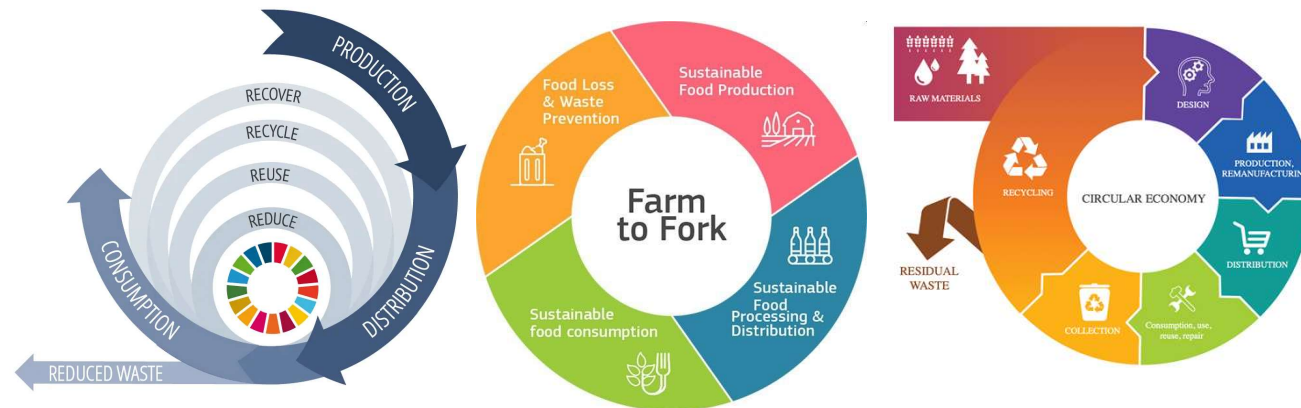 PRODUCTION
RECOVER
RECYCLE
REUSE
REDUCE
CONSUMPTION
DISTRIBUTION
REDUCED WASTE
Food Loss
& Waste
Prevention
Sustainable
Food Production
Farm
to Fork
Sustainable
Food
Processing &
Distribution
Sustainable
food consumption
RAW MATERIALS
DESIGN
PRODUCTION,
REMANUFACTURIN
RECYCLING
CIRCULAR ECONOMY
DISTRIBUTION
RESIDUAL
WASTE
COLLECTION
Consumption, use,
reuse, repair